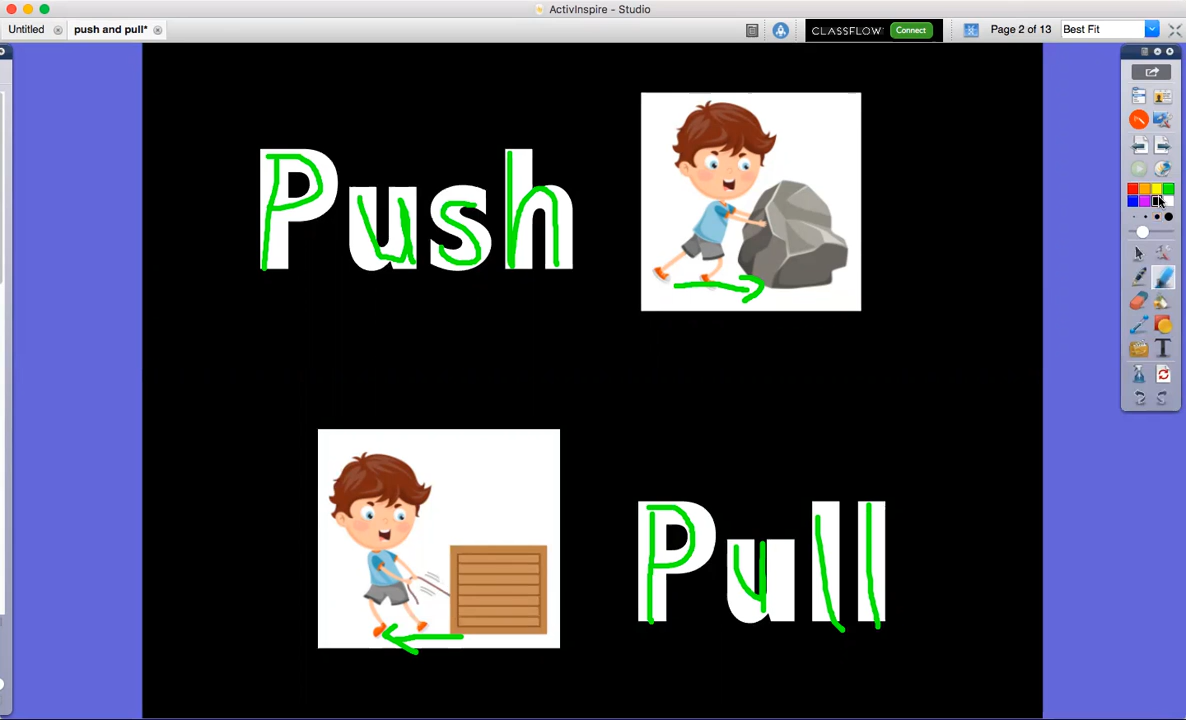 ActivInspire - Studio
Untitled
push and pull*
CLASSFLOW
Connect
Page 2 of 13
Best Fit
Push
Pull
T